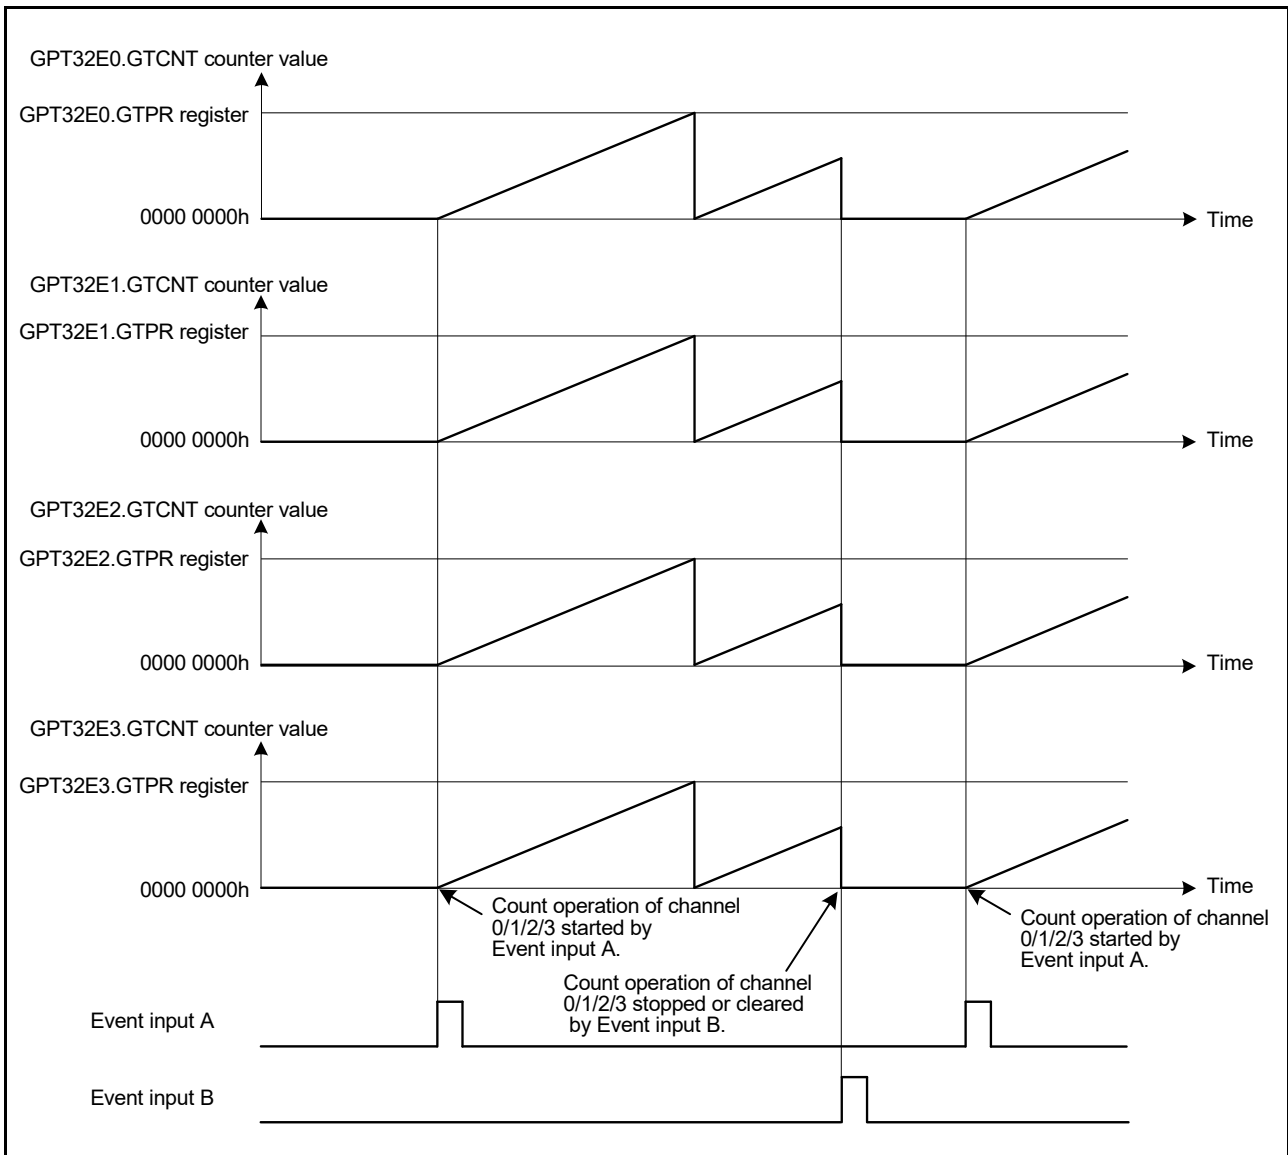 GPT32E0.GTCNT counter value
GPT32E0.GTPR register
0000 0000h
Time
GPT32E1.GTCNT counter value
GPT32E1.GTPR register
0000 0000h
Time
GPT32E2.GTCNT counter value
GPT32E2.GTPR register
0000 0000h
Time
GPT32E3.GTCNT counter value
GPT32E3.GTPR register
0000 0000h
Time
Count operation of channel
0/1/2/3 started by
Event input A.
Count operation of channel
0/1/2/3 stopped or cleared
by Event input B.
Count operation of channel
0/1/2/3 started by
Event input A.
Event input A
Event input B